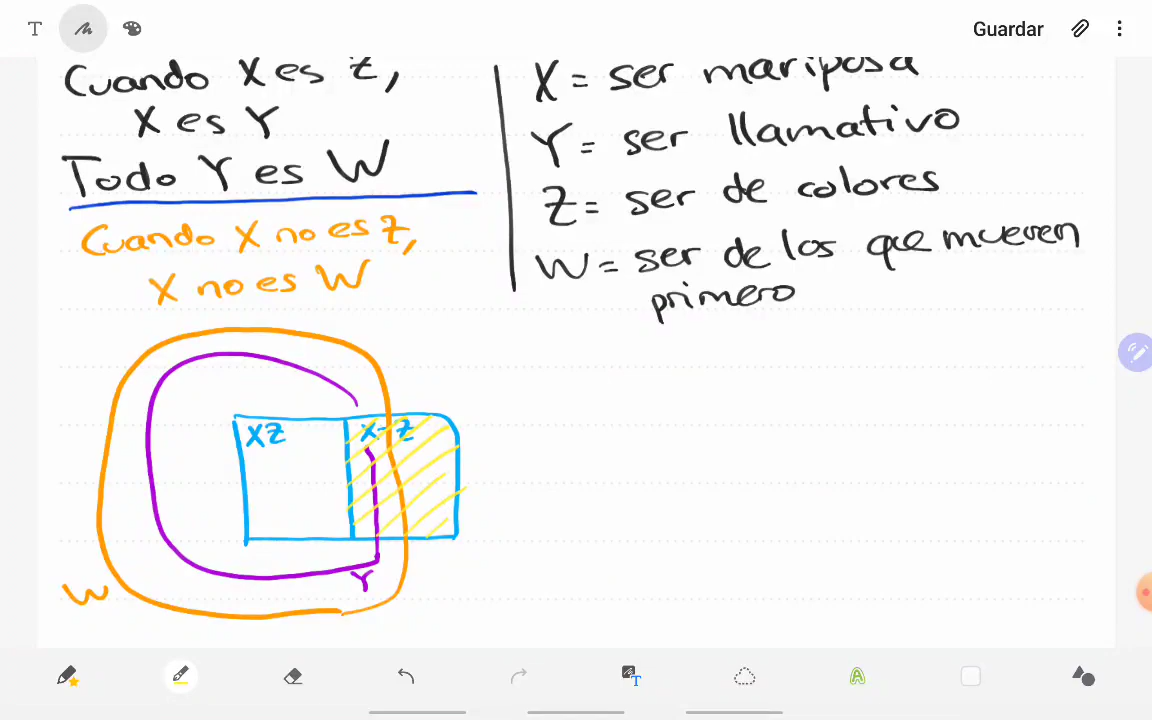 Guardar
Cuando X es Z,
X es Y
Todo Y es W
Cuando X no es Z,
X no es W
X = ser mariposa
Y = ser llamativo
Z = ser de colores
W = ser de los que mueren
primero
XZ
X-Z
Y
W